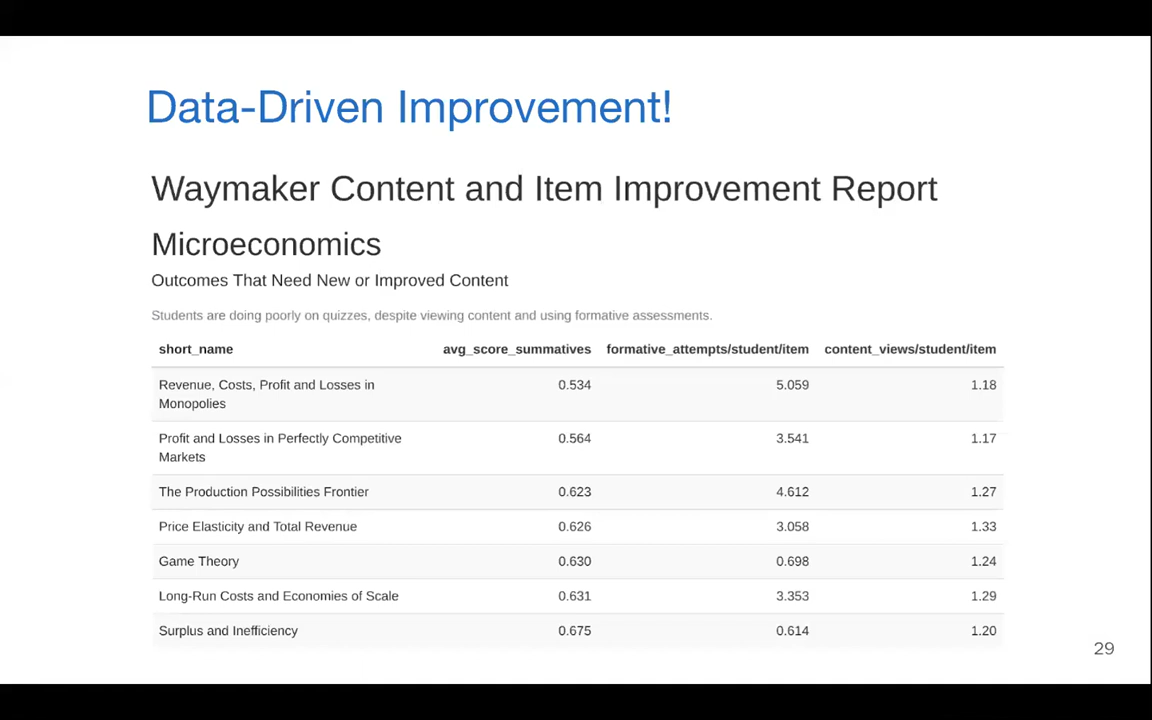 Data-Driven Improvement!
Waymaker Content and Item Improvement Report
Microeconomics
Outcomes That Need New or Improved Content
Students are doing poorly on quizzes, despite viewing content and using formative assessments.
short_name avg_score_summatives formative_attempts/student/item content_views/student/item
Revenue, Costs, Profit and Losses in 0.534 5.059 1.18
Monopolies
Profit and Losses in Perfectly Competitive 0.564 3.541 1.17
Markets
The Production Possibilities Frontier 0.623 4.612 1.27
Price Elasticity and Total Revenue 0.626 3.058 1.33
Game Theory 0.630 0.698 1.24
Long-Run Costs and Economies of Scale 0.631 3.353 1.29
Surplus and Inefficiency 0.675 0.614 1.20
29